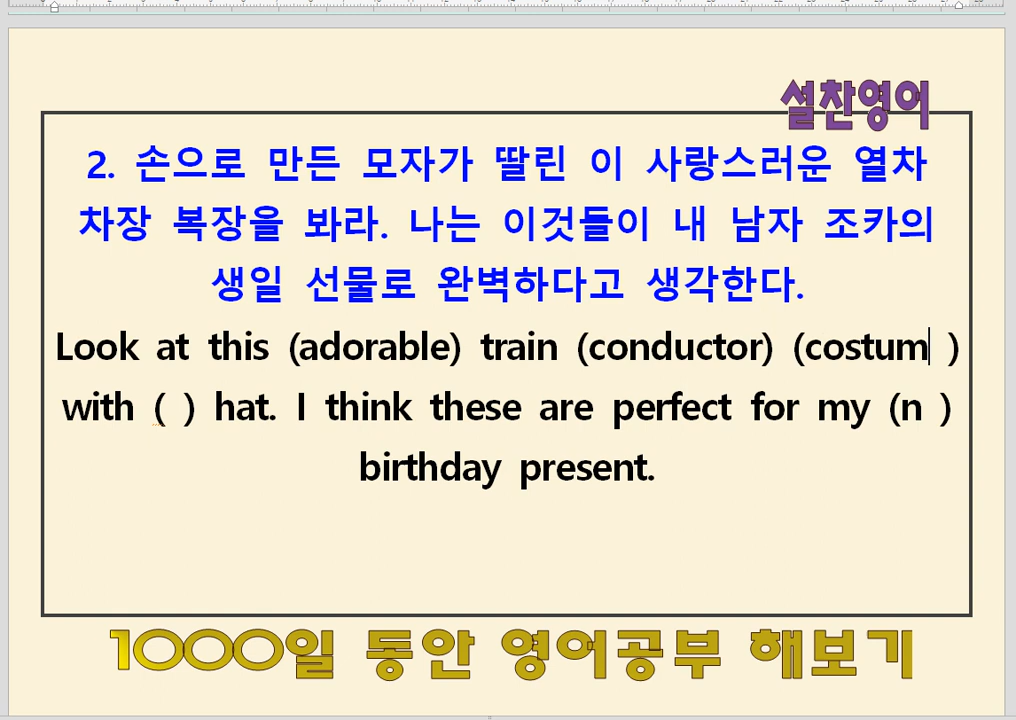 설찬영어
2. 손으로 만든 모자가 딸린 이 사랑스러운 열차
차장 복장을 봐라. 나는 이것들이 내 남자 조카의
생일 선물로 완벽하다고 생각한다.
Look at this (adorable) train (conductor) (costum )
with ( ) hat. I think these are perfect for my (n )
birthday present.
1000일 동안 영어공부 해보기